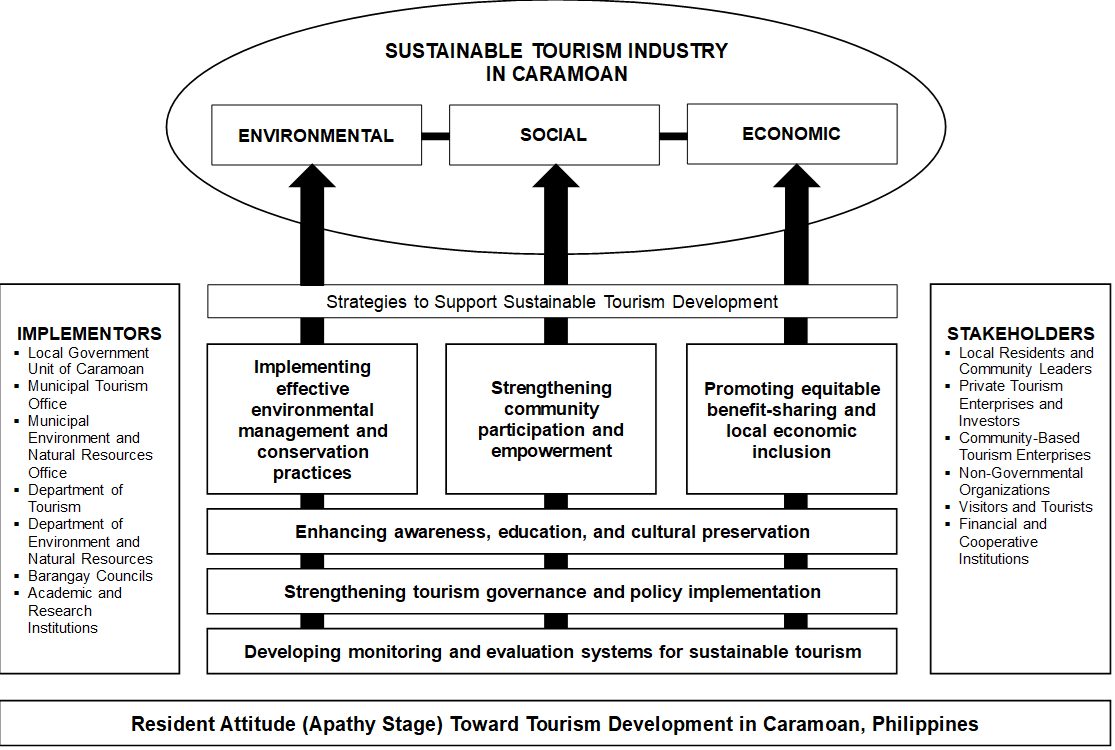 SUSTAINABLE TOURISM INDUSTRY
IN CARAMOAN
ENVIRONMENTAL
SOCIAL
ECONOMIC
Strategies to Support Sustainable Tourism Development
IMPLEMENTORS
▪ Local Government
Unit of Caramoan
▪ Municipal Tourism
Office
▪ Municipal
Environment and
Natural Resources
Office
▪ Department of
Tourism
▪ Department of
Environment and
Natural Resources
▪ Barangay Councils
▪ Academic and
Research
Institutions
Implementing
effective
environmental
management and
conservation
practices
Strengthening
community
participation and
empowerment
Promoting equitable
benefit-sharing and
local economic
inclusion
Enhancing awareness, education, and cultural preservation
Strengthening tourism governance and policy implementation
Developing monitoring and evaluation systems for sustainable tourism
STAKEHOLDERS
▪ Local Residents and
Community Leaders
▪ Private Tourism
Enterprises and
Investors
▪ Community-Based
Tourism Enterprises
▪ Non-Governmental
Organizations
▪ Visitors and Tourists
▪ Financial and
Cooperative
Institutions
Resident Attitude (Apathy Stage) Toward Tourism Development in Caramoan, Philippines